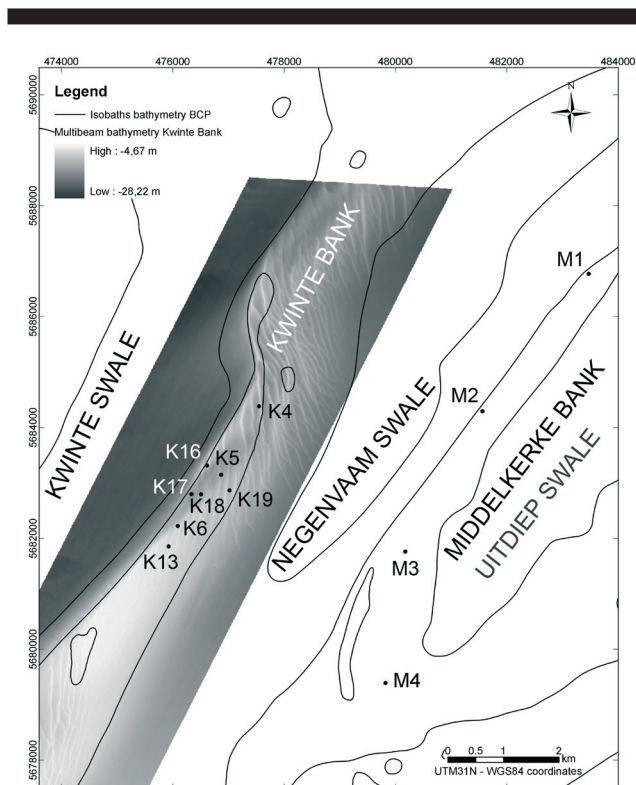 474000 476000 478000 480000 482000 484000
5690000
5688000
5686000
5684000
5682000
5680000
5678000
Legend
Isobaths bathymetry BCP
Multibeam bathymetry Kwinte Bank
High : -4,67 m
Low : -28,22 m
N
KWINTE SWALE
KWINTE BANK
NEGENVAAM SWALE
MIDDELKERKE BANK
UITDIEP SWALE
M1
M2
K4
K16
K5
K17
K18
K19
K6
K13
M3
M4
0 0.5 1 2
km
UTM31N - WGS84 coordinates